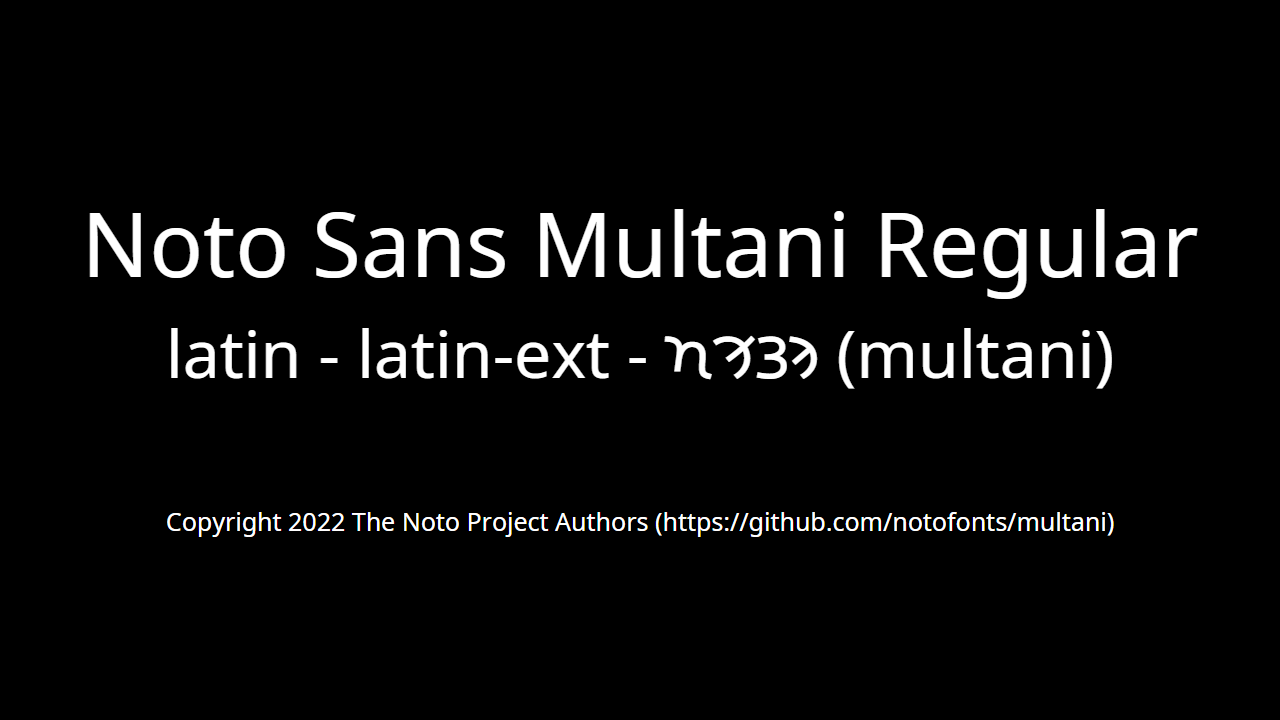 Noto Sans Multani Regular
latin - latin-ext - 𑊠𑊣𑊖𑊚 (multani)
Copyright 2022 The Noto Project Authors (https://github.com/notofonts/multani)